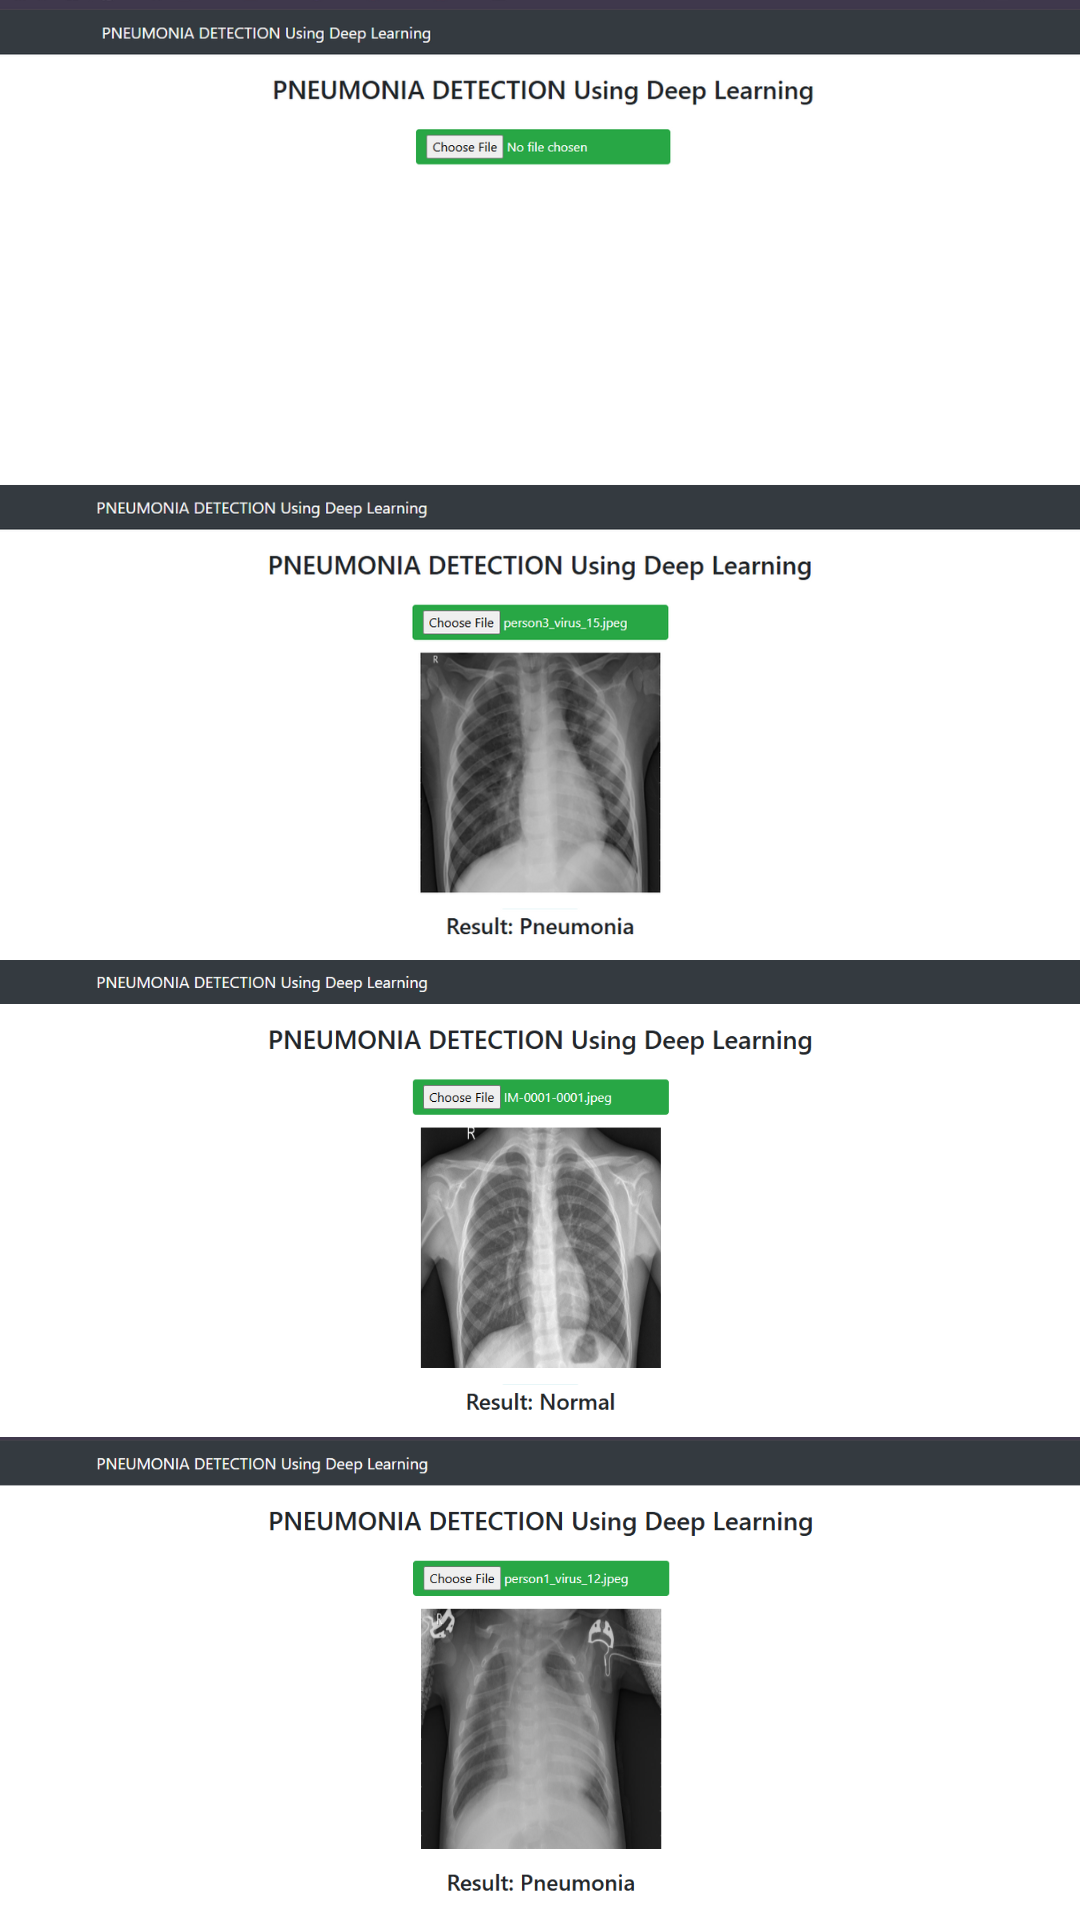 PNEUMONIA DETECTION Using Deep Learning
PNEUMONIA DETECTION Using Deep Learning
Choose File No file chosen
PNEUMONIA DETECTION Using Deep Learning
PNEUMONIA DETECTION Using Deep Learning
Choose File person3_virus_15.jpeg
R
Result: Pneumonia
PNEUMONIA DETECTION Using Deep Learning
PNEUMONIA DETECTION Using Deep Learning
Choose File IM-0001-0001.jpeg
R
Result: Normal
PNEUMONIA DETECTION Using Deep Learning
PNEUMONIA DETECTION Using Deep Learning
Choose File person1_virus_12.jpeg
R
Result: Pneumonia